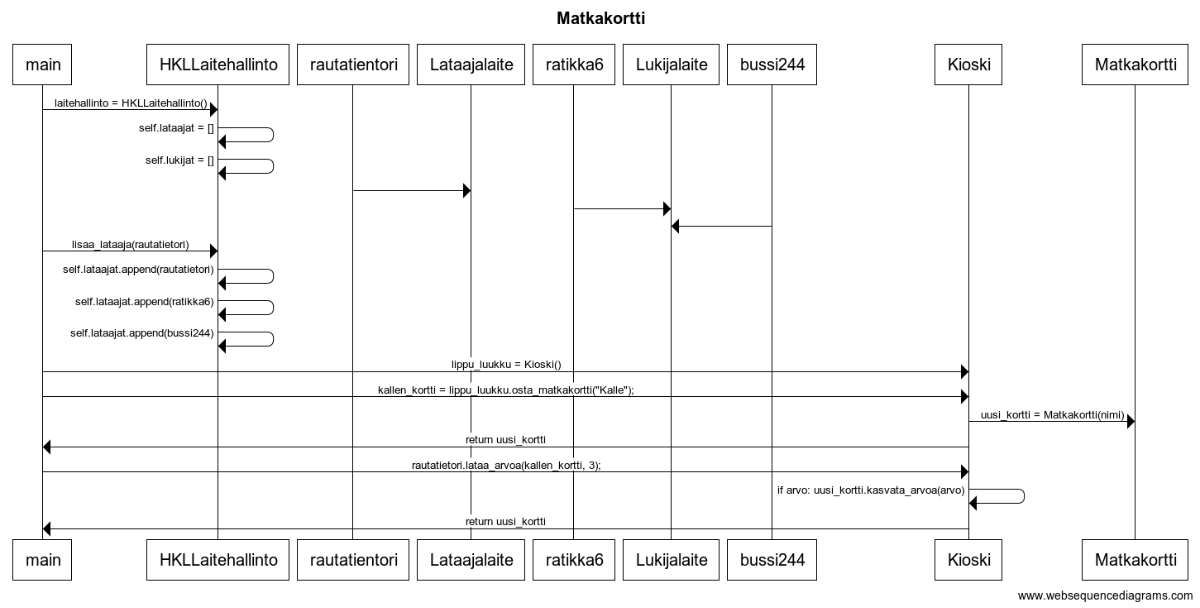 Matkakortti
main HKLLaitehallinto rautatientori Lataajalaite ratikka6 Lukijalaite bussi244 Kioski Matkakortti
laitehallinto = HKLLaitehallinto()
self.lataajat = []
self.lukijat = []
lisaa_lataaja(rautatietori)
self.lataajat.append(rautatietori)
self.lataajat.append(ratikka6)
self.lataajat.append(bussi244)
lippu_luukku = Kioski()
kallen_kortti = lippu_luukku.osta_matkakortti("Kalle");
uusi_kortti = Matkakortti(nimi)
return uusi_kortti
rautatietori.lataa_arvoa(kallen_kortti, 3);
if arvo: uusi_kortti.kasvata_arvoa(arvo)
return uusi_kortti
main HKLLaitehallinto rautatientori Lataajalaite ratikka6 Lukijalaite bussi244 Kioski Matkakortti
www.websequencediagrams.com